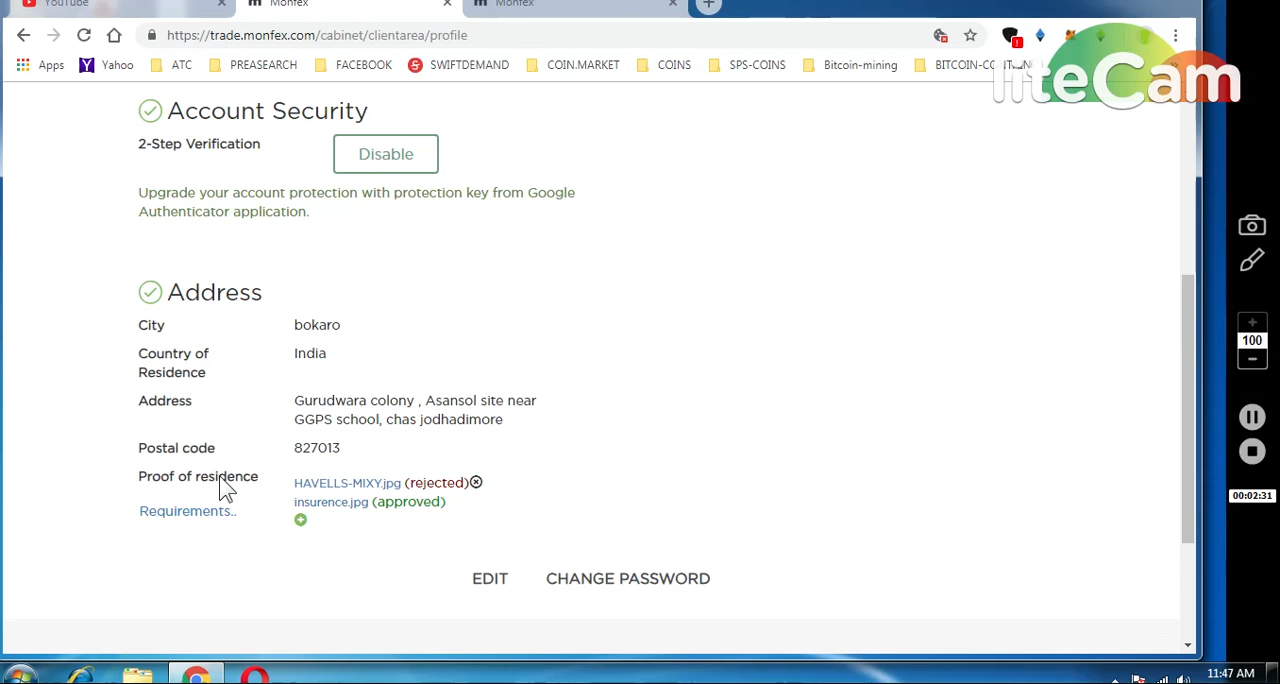 YouTube
Monfex
Monfex
https://trade.monfex.com/cabinet/clientarea/profile
Apps Yahoo ATC PREASEARCH FACEBOOK SWIFTDEMAND COIN.MARKET COINS SPS-COINS Bitcoin-mining
liteCam
Account Security
2-Step Verification
Disable
Upgrade your account protection with protection key from Google
Authenticator application.
Address
City bokaro
Country of India
Residence
Address Gurudwara colony , Asansol site near
GGPS school, chas jodhadimore
Postal code 827013
Proof of residence HAVELLS-MIXY.jpg (rejected)
insurence.jpg (approved)
Requirements..
EDIT CHANGE PASSWORD
100
00:02:31
11:47 AM